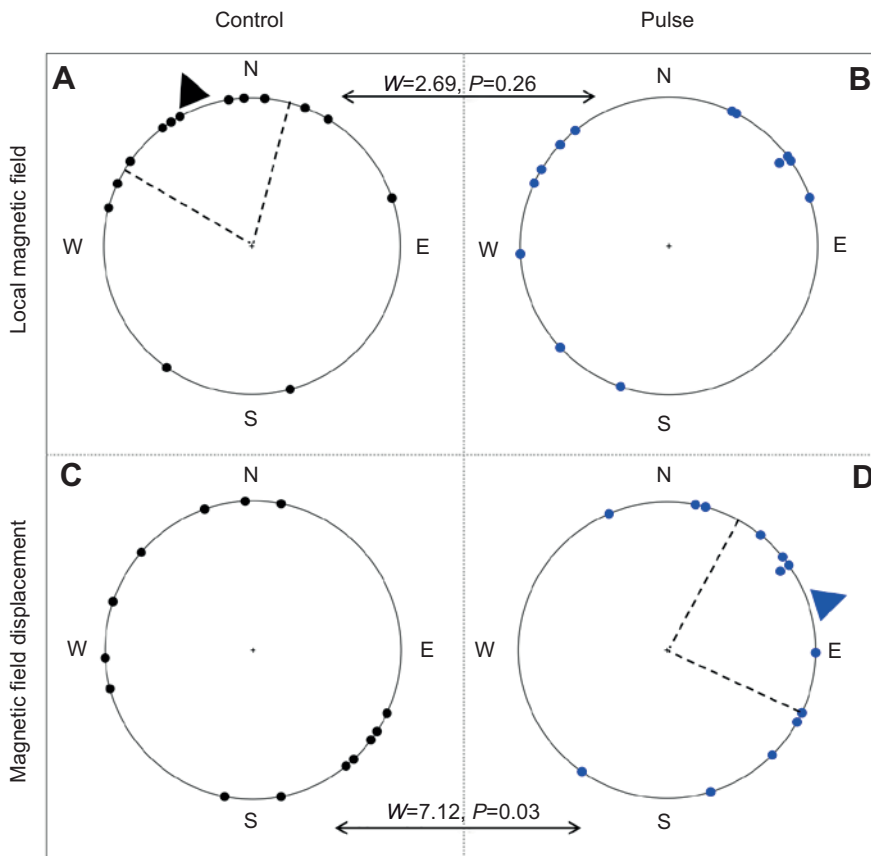 Control
Pulse
Local magnetic field
A
N
W
E
S
W=2.69, P=0.26
B
N
W
E
S
Magnetic field displacement
C
N
W
E
S
W=7.12, P=0.03
D
N
W
E
S